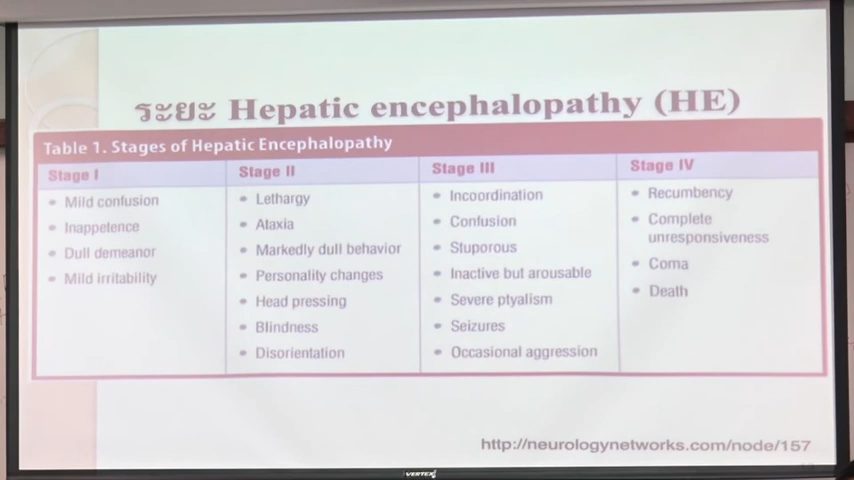 ระยะ Hepatic encephalopathy (HE)
Table 1. Stages of Hepatic Encephalopathy
Stage I
• Mild confusion
• Inappetence
• Dull demeanor
• Mild irritability
Stage II
• Lethargy
• Ataxia
• Markedly dull behavior
• Personality changes
• Head pressing
• Blindness
• Disorientation
Stage III
• Incoordination
• Confusion
• Stuporous
• Inactive but arousable
• Severe ptyalism
• Seizures
• Occasional aggression
Stage IV
• Recumbency
• Complete
unresponsiveness
• Coma
• Death
http://neurologynetworks.com/node/157
VERTEX